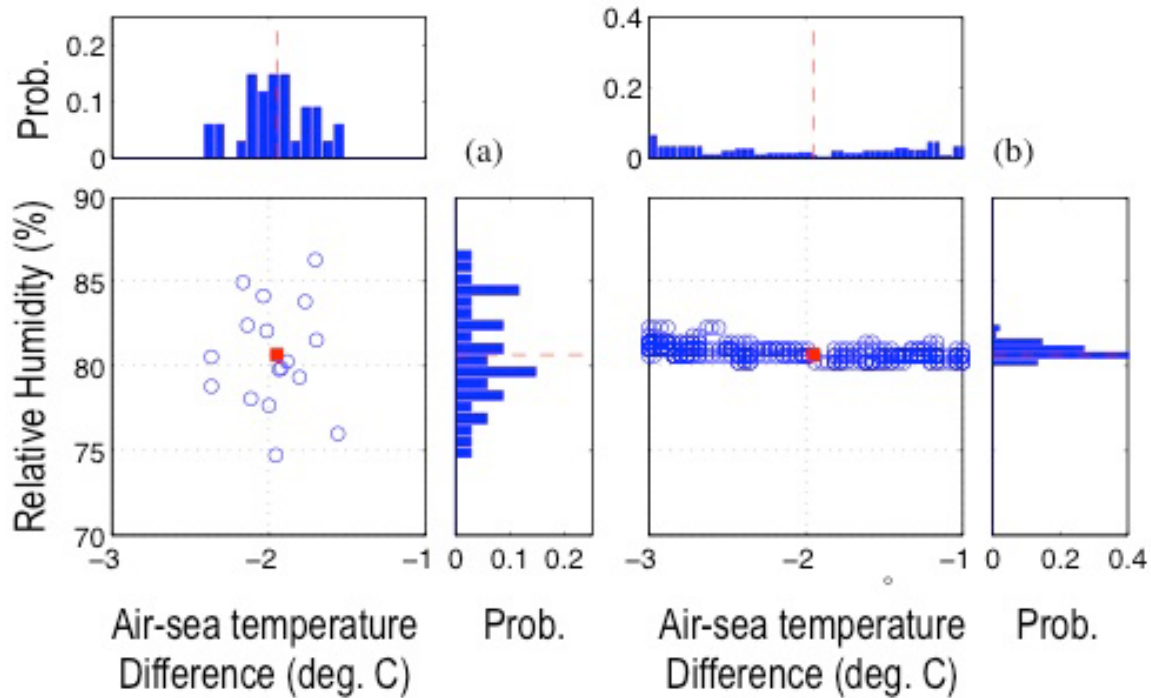 0.2
0.1
0
Prob.
(a)
0.4
0.2
0
(b)
90
85
80
75
70
Relative Humidity (%)
−3
−2
−1
0
0.1
0.2
−3
−2
−1
0
0.2
0.4
Air-sea temperature
Difference (deg. C)
Prob.
Air-sea temperature
Difference (deg. C)
Prob.